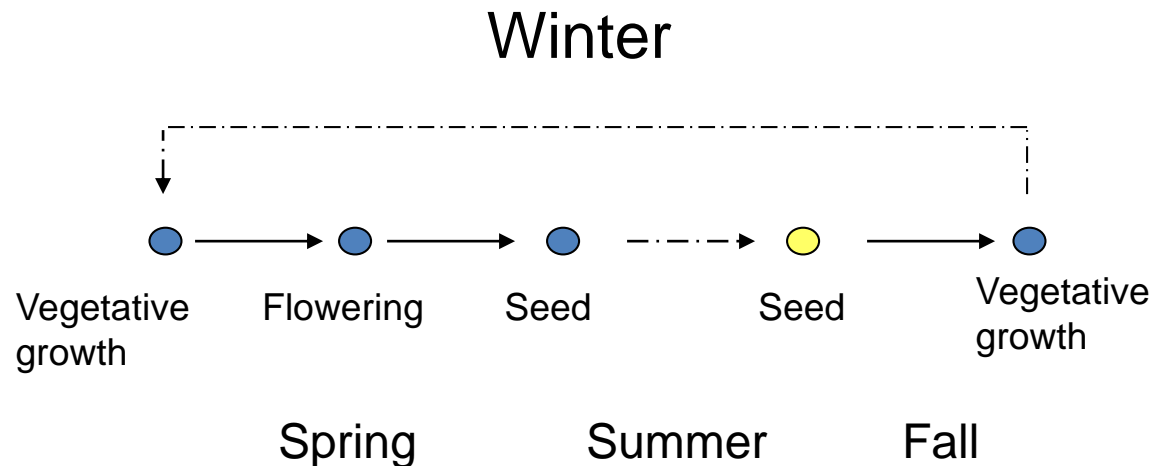 Winter
Vegetative
growth
Flowering
Seed
Seed
Vegetative
growth
Spring
Summer
Fall